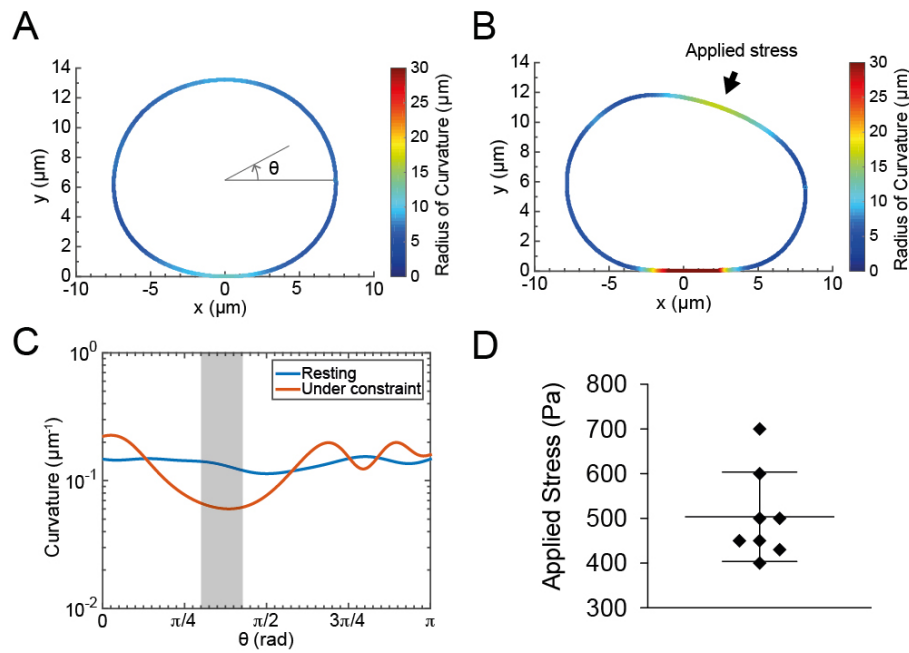 A
14
12
10
8
6
4
2
0
y (µm)
-10
-5
0
5
10
x (µm)
θ
30
25
20
15
10
5
0
Radius of Curvature (µm)
B
Applied stress
14
12
10
8
6
4
2
0
y (µm)
-10
-5
0
5
10
x (µm)
30
25
20
15
10
5
0
Radius of Curvature (µm)
C
10⁰
10⁻¹
10⁻²
Curvature (µm⁻¹)
Resting
Under constraint
0
π/4
π/2
3π/4
π
θ (rad)
D
800
700
600
500
400
300
Applied Stress (Pa)